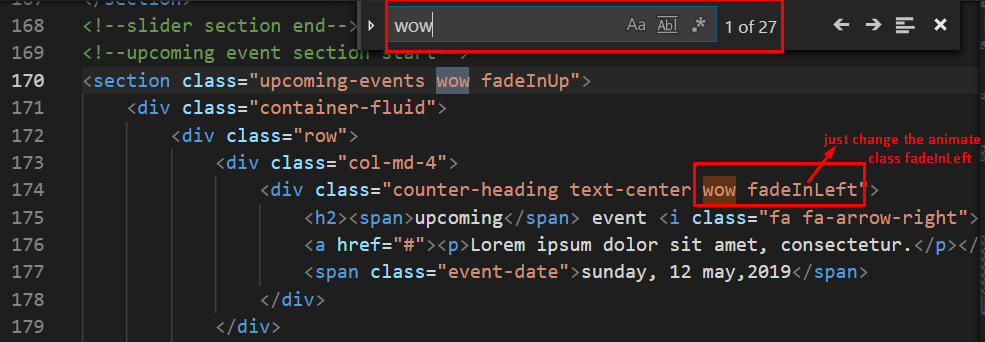 167 </section>
168 <!--slider section end-->
wow Aa Abl .* 1 of 27
169 <!--upcoming event section start-->
170 <section class="upcoming-events wow fadeInUp">
171 <div class="container-fluid">
172 <div class="row">
just change the animate
class fadeInLeft
173 <div class="col-md-4">
174 <div class="counter-heading text-center wow fadeInLeft">
175 <h2><span>upcoming</span> event <i class="fa fa-arrow-right">
176 <a href="#"><p>Lorem ipsum dolor sit amet, consectetur.</p></
177 <span class="event-date">sunday, 12 may,2019</span>
178 </div>
179 </div>